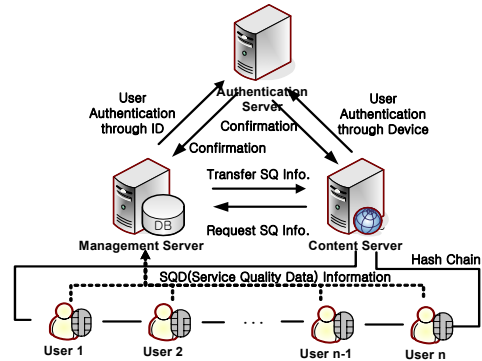 Authentication
Server
User
Authentication
through ID
User
Authentication
through Device
Confirmation
Confirmation
Transfer SQ Info.
DB
Request SQ Info.
Management Server
Content Server
Hash Chain
SQD(Service Quality Data) Information
...
User 1
User 2
User n-1
User n